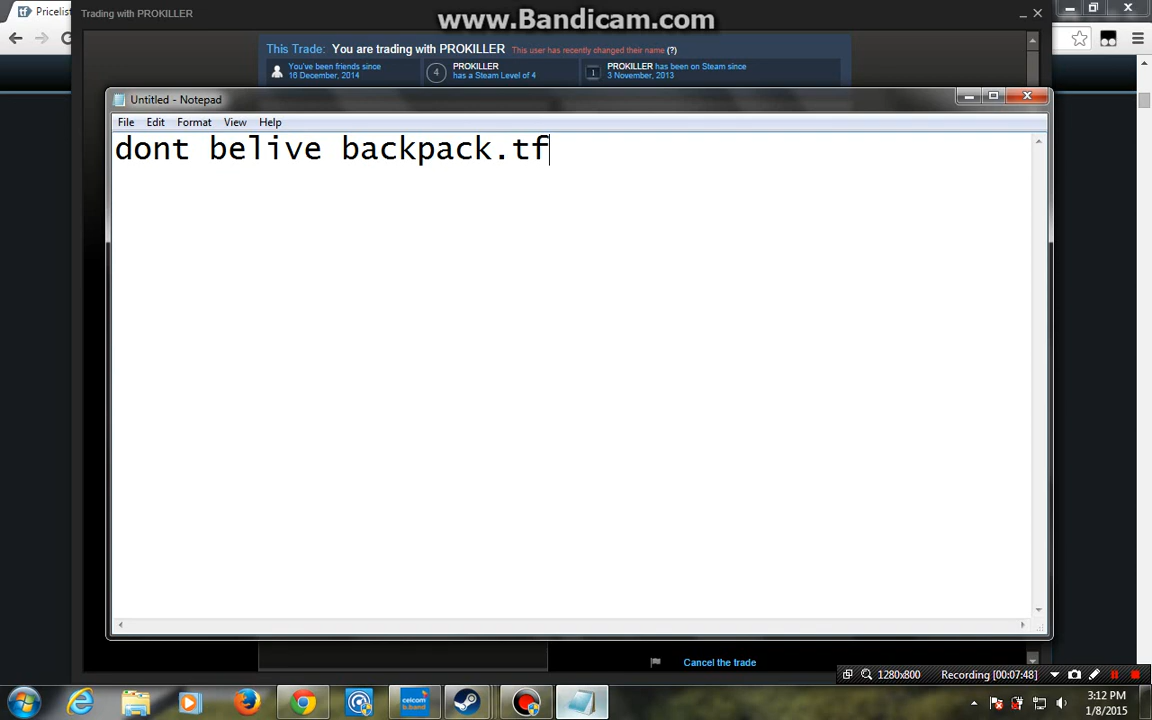 www.Bandicam.com
Pricelist
Trading with PROKILLER
This Trade: You are trading with PROKILLER This user has recently changed their name (?)
You've been friends since
16 December, 2014
4
PROKILLER
has a Steam Level of 4
1
PROKILLER has been on Steam since
3 November, 2013
Untitled - Notepad
File Edit Format View Help
dont belive backpack.tf
Cancel the trade
1280x800 Recording [00:07:48]
celcom
3:12 PM
1/8/2015